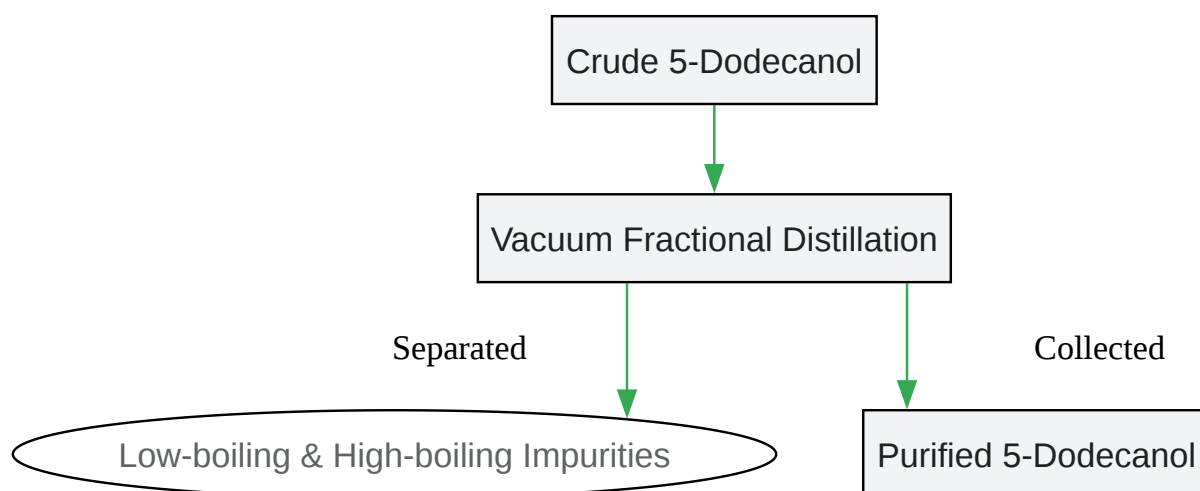 Crude 5-Dodecanol
Vacuum Fractional Distillation
Separated
Collected
Low-boiling & High-boiling Impurities
Purified 5-Dodecanol